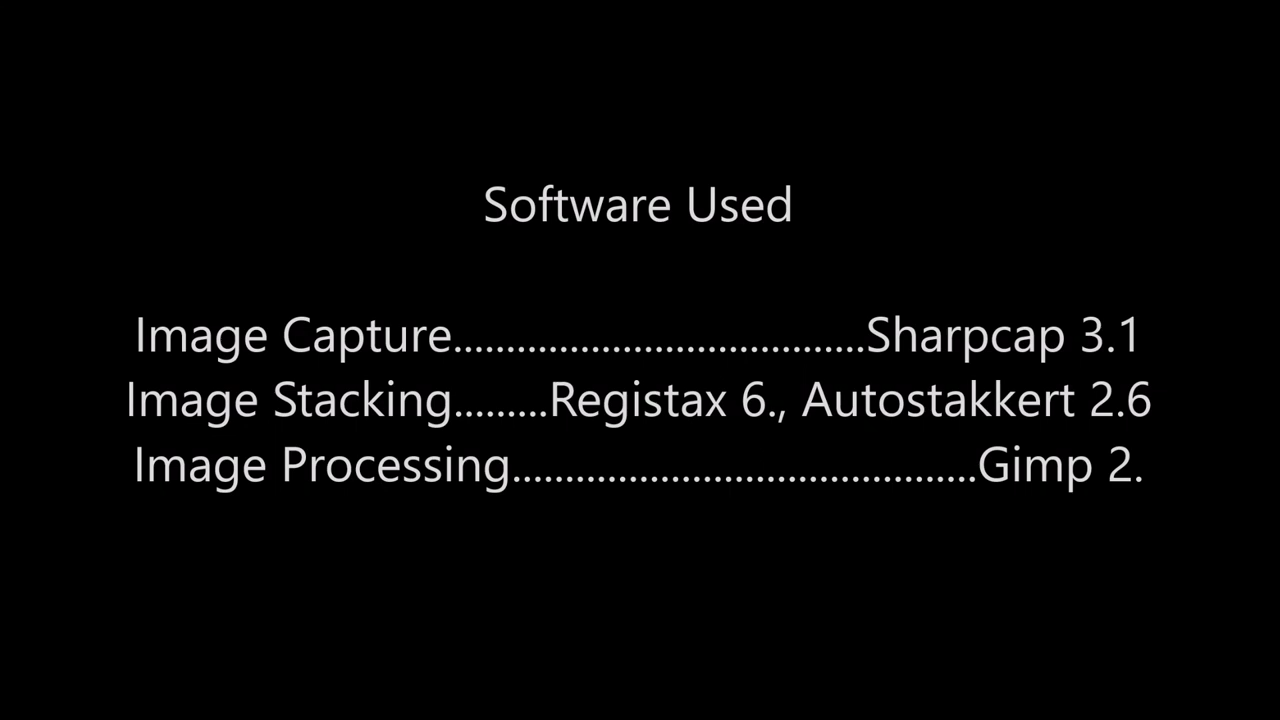 Software Used
Image Capture.......................................Sharpcap 3.1
Image Stacking.........Registax 6., Autostakkert 2.6
Image Processing............................................Gimp 2.